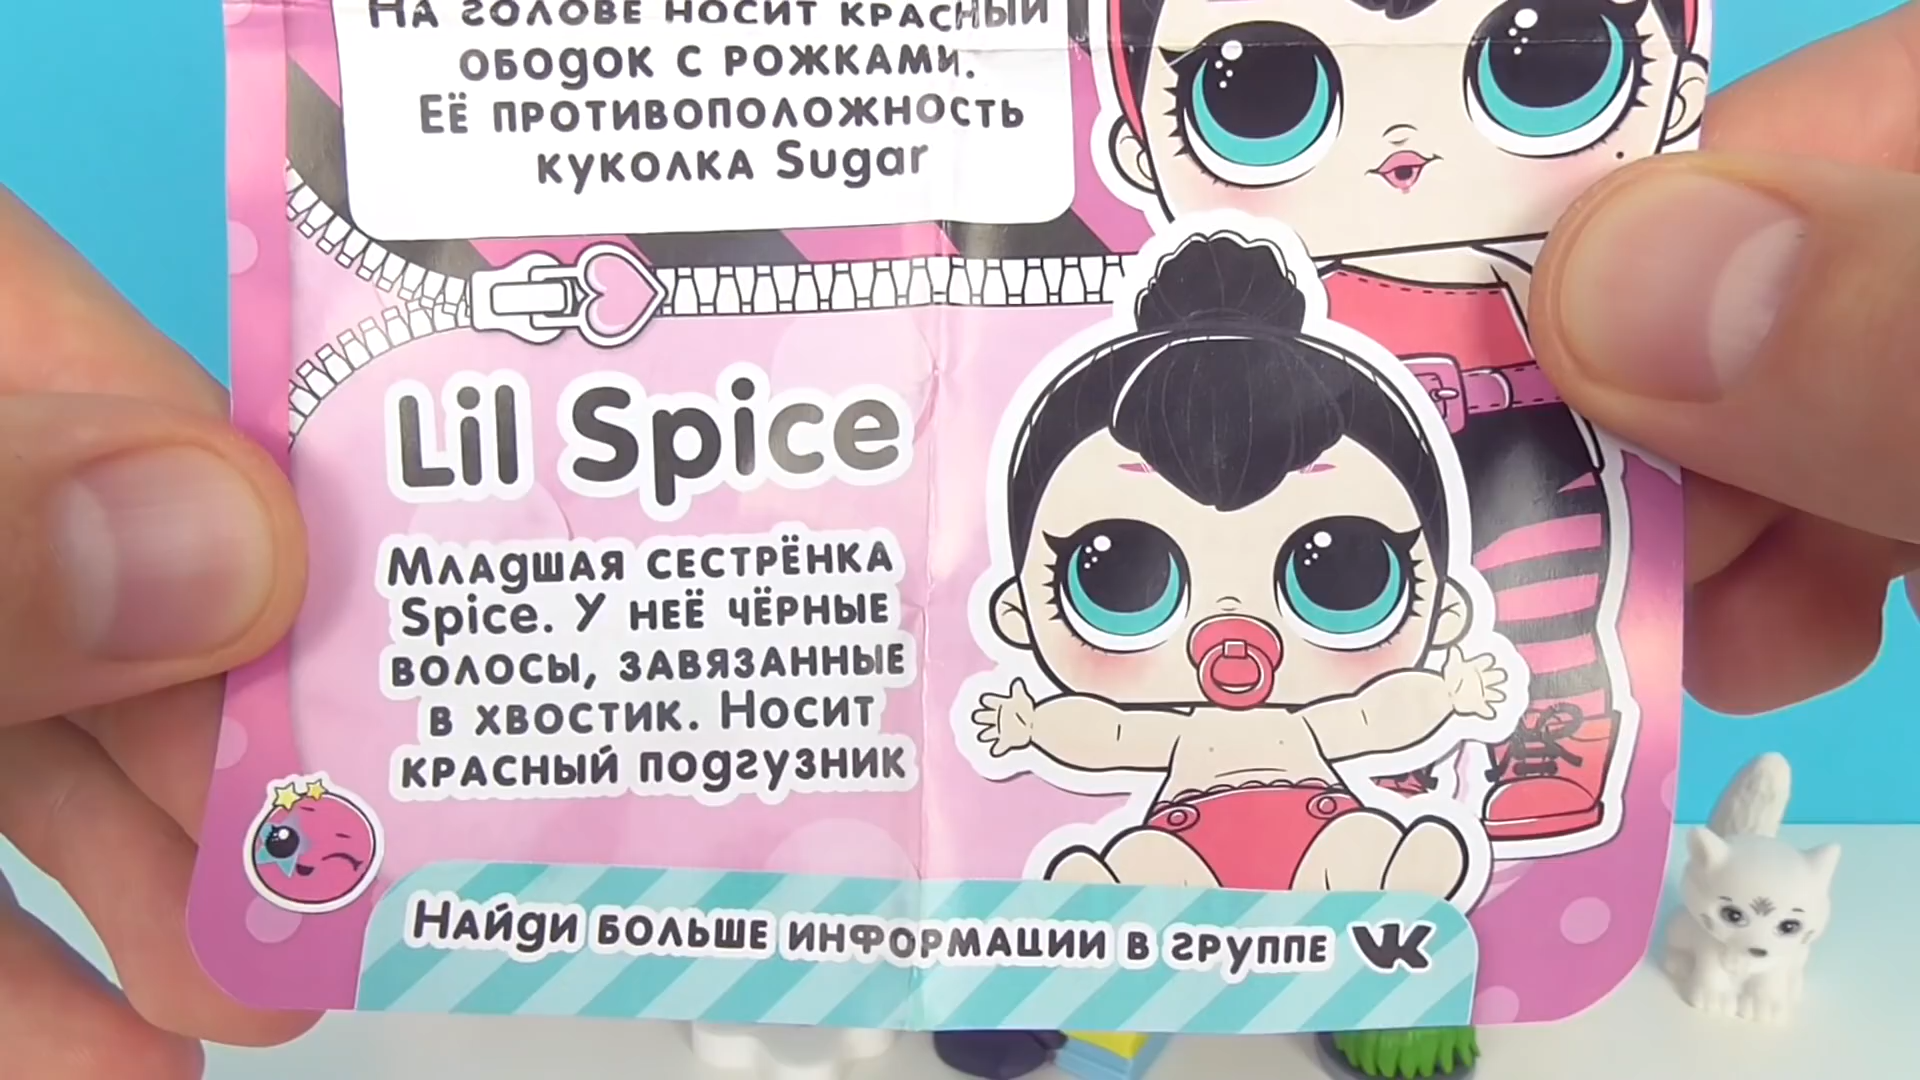 На голове носит красный
ободок с рожками.
Её противоположность
куколка Sugar
Lil Spice
Младшая сестрёнка
Spice. У неё чёрные
волосы, завязанные
в хвостик. Носит
красный подгузник
Найди больше информации в группе VK